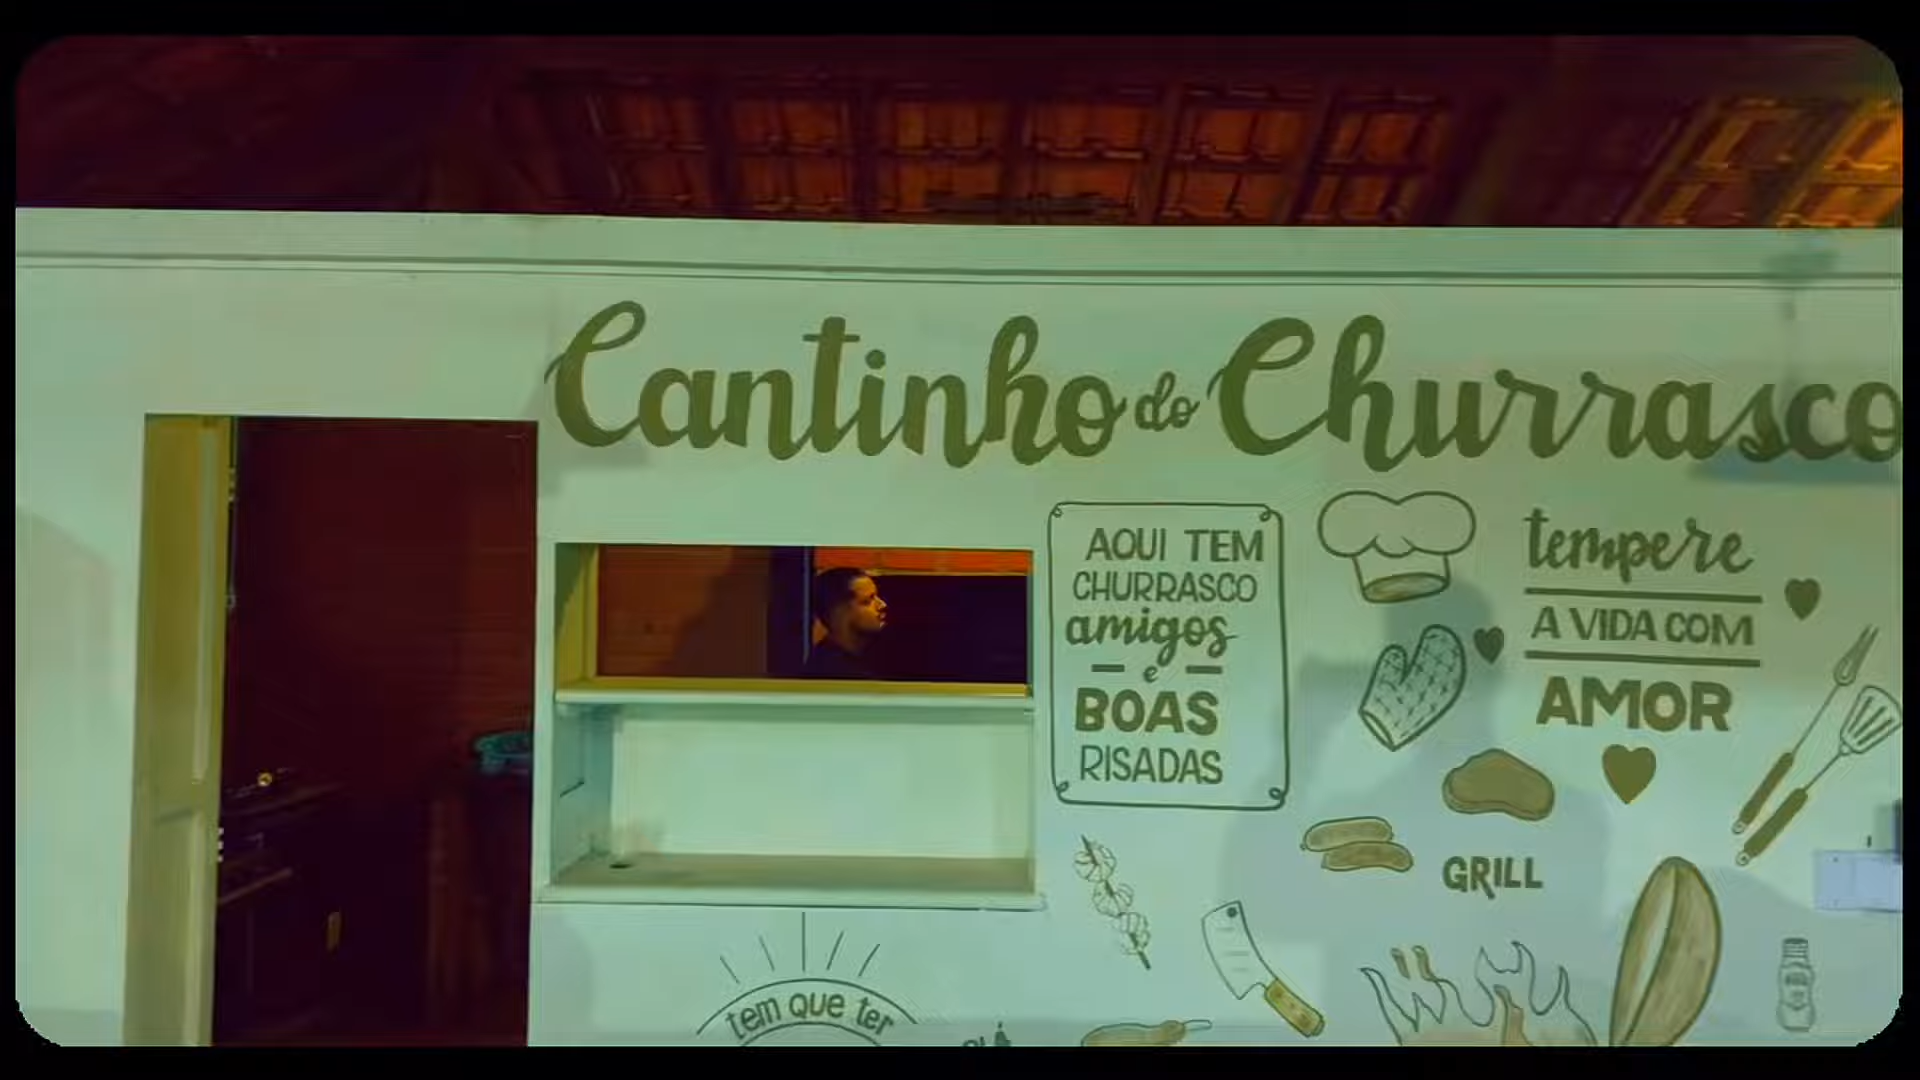 Cantinho do Churrasco
AQUI TEM
CHURRASCO
amigos
e
BOAS
RISADAS
tempere
A VIDA COM
AMOR
GRILL
tem que ter